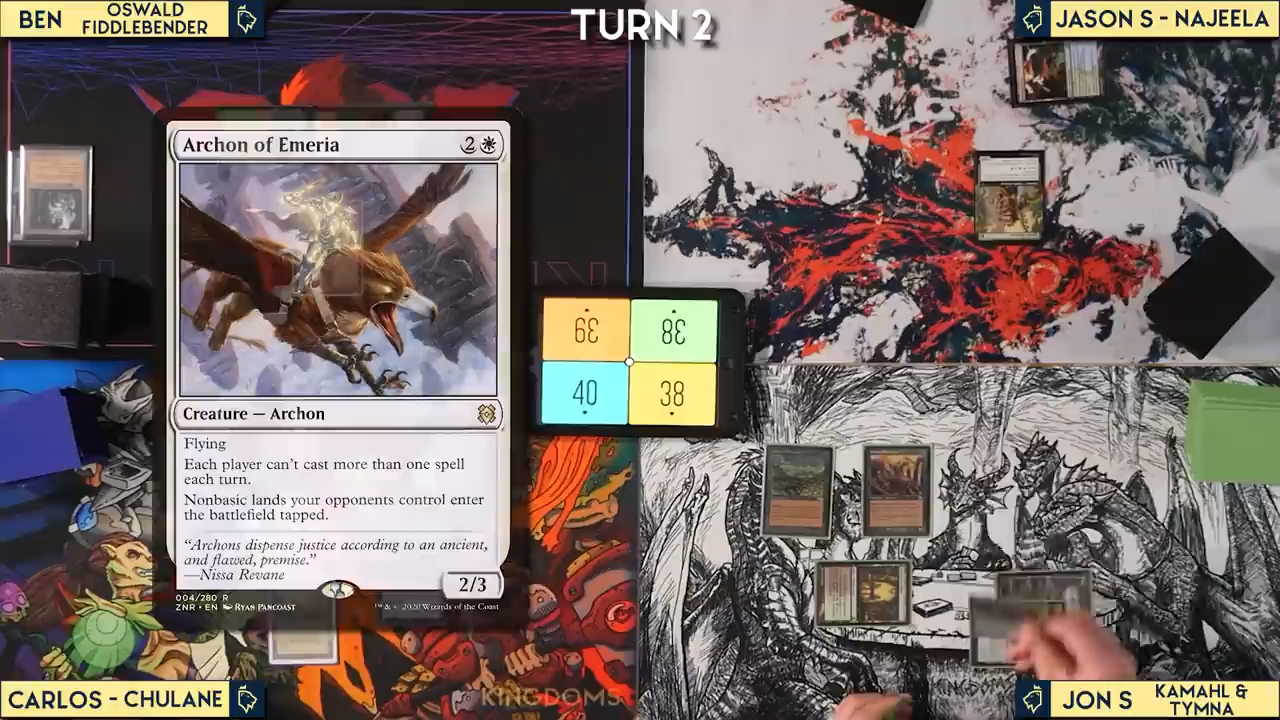 BEN
OSWALD
FIDDLEBENDER
TURN 2
JASON S - NAJEELA
Archon of Emeria 2
Creature — Archon
Flying
Each player can't cast more than one spell
each turn.
Nonbasic lands your opponents control enter
the battlefield tapped.
“Archons dispense justice according to an ancient,
and flawed, premise.”
—Nissa Revane
2/3
004/280 R
ZNR • EN RYAN PANCOAST
™ & © 2020 Wizards of the Coast
39
38
40
38
KINGDOMS
CARLOS - CHULANE
JON S
KAMAHL &
TYMNA